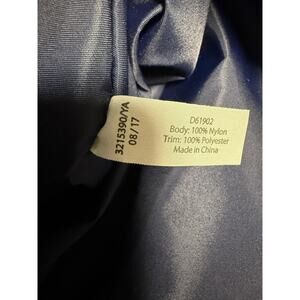 3215390/YA
08/17
D61902
Body: 100% Nylon
Trim: 100% Polyester
Made in China